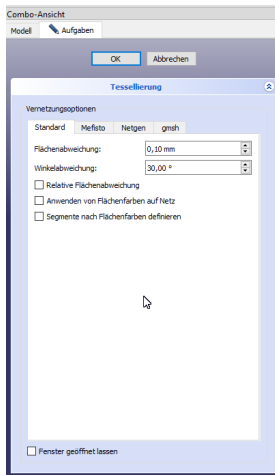 Combo-Ansicht
Modell Aufgaben
OK Abbrechen
Tessellierung
Vernetzungsoptionen
Standard Mefisto Netgen gmsh
Flächenabweichung: 0,10 mm
Winkelabweichung: 30,00 °
Relative Flächenabweichung
Anwenden von Flächenfarben auf Netz
Segmente nach Flächenfarben definieren
Fenster geöffnet lassen